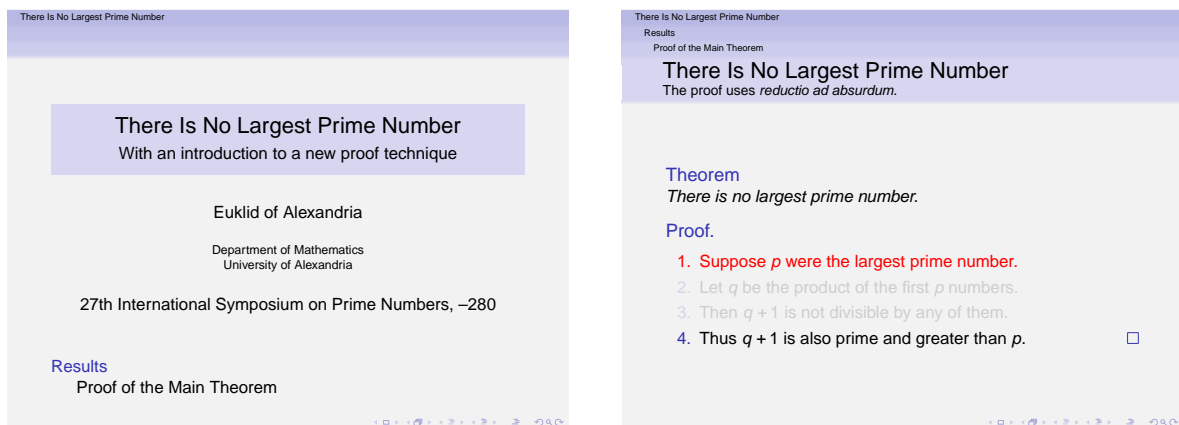 There Is No Largest Prime Number
There Is No Largest Prime Number
With an introduction to a new proof technique
Euklid of Alexandria
Department of Mathematics
University of Alexandria
27th International Symposium on Prime Numbers, –280
Results
Proof of the Main Theorem
There Is No Largest Prime Number
Results
Proof of the Main Theorem
There Is No Largest Prime Number
The proof uses reductio ad absurdum.
Theorem
There is no largest prime number.
Proof.
1. Suppose p were the largest prime number.
2. Let q be the product of the first p numbers.
3. Then q + 1 is not divisible by any of them.
4. Thus q + 1 is also prime and greater than p.